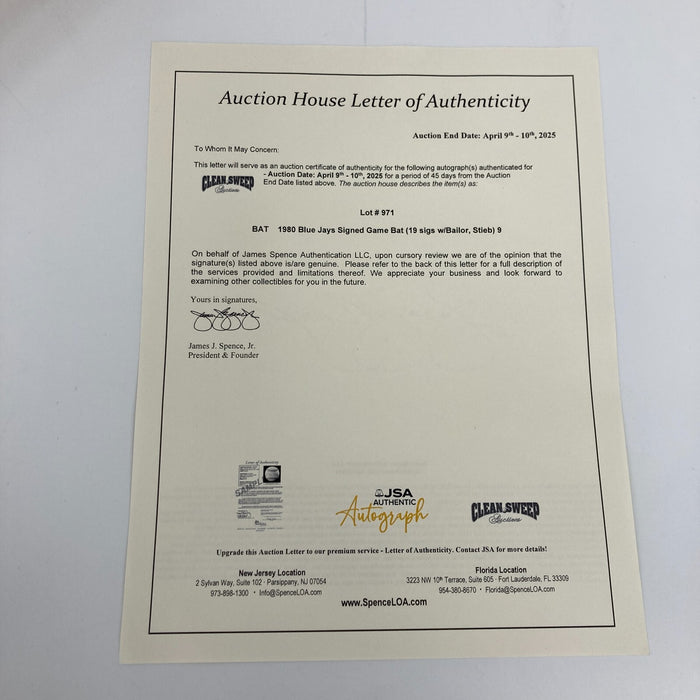 Auction House Letter of Authenticity
Auction End Date: April 9th - 10th, 2025
To Whom It May Concern:
This letter will serve as an auction certificate of authenticity for the following autograph(s) authenticated for
CLEAN SWEEP Auctions - Auction Date: April 9th - 10th, 2025 for a period of 45 days from the Auction
End Date listed above. The auction house describes the item(s) as:
Lot # 971
BAT 1980 Blue Jays Signed Game Bat (19 sigs w/Bailor, Stieb) 9
On behalf of James Spence Authentication LLC, upon cursory review we are of the opinion that the
signature(s) listed above is/are genuine. Please refer to the back of this letter for a full description of
the services provided and limitations thereof. We appreciate your business and look forward to
examining other collectibles for you in the future.
Yours in signatures,
James J. Spence, Jr.
President & Founder
Letter of Authenticity
SAMPLE
JSA
AUTHENTIC
Autograph
CLEAN SWEEP
Auctions
Upgrade this Auction Letter to our premium service - Letter of Authenticity. Contact JSA for more details!
New Jersey Location
2 Sylvan Way, Suite 102 · Parsippany, NJ 07054
973-898-1300 · Info@SpenceLOA.com
Florida Location
3223 NW 10th Terrace, Suite 605 · Fort Lauderdale, FL 33309
954-380-8670 · Florida@SpenceLOA.com
www.SpenceLOA.com